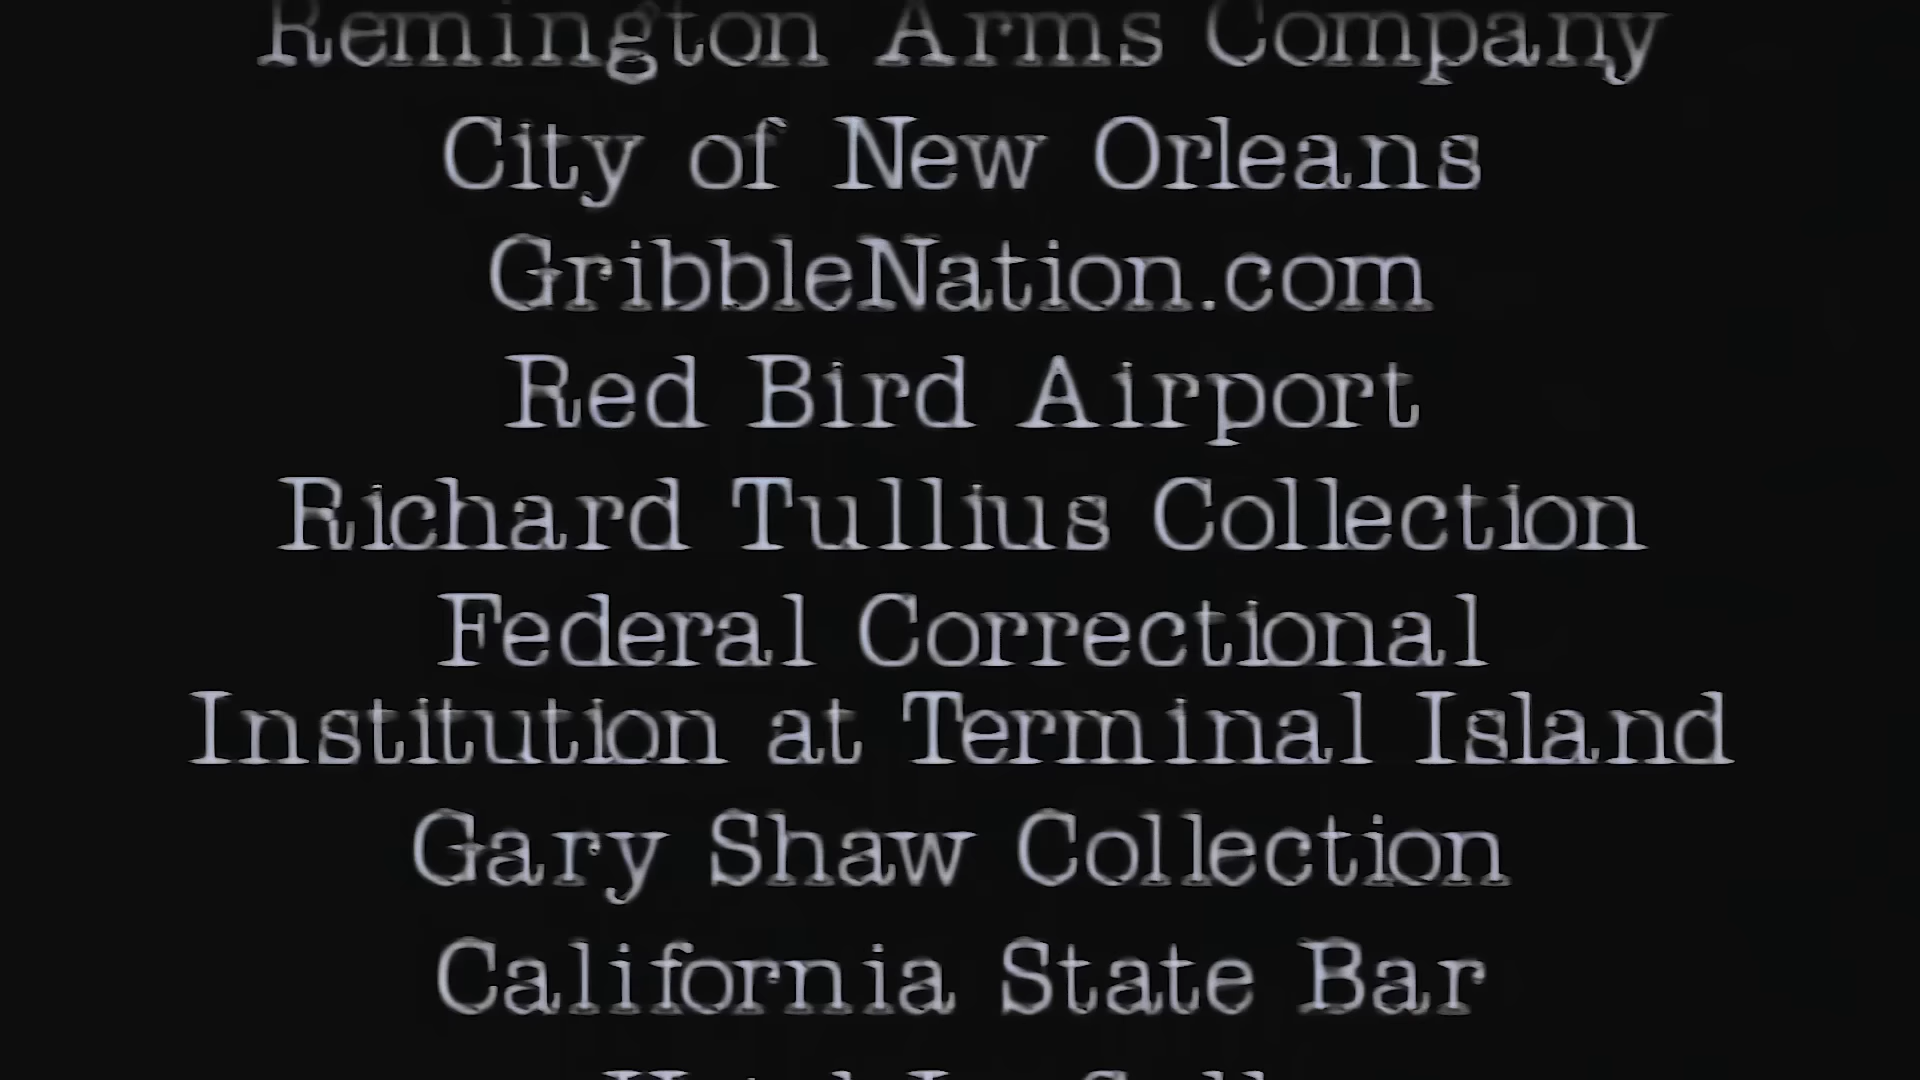 Remington Arms Company
City of New Orleans
GribbleNation.com
Red Bird Airport
Richard Tullius Collection
Federal Correctional
Institution at Terminal Island
Gary Shaw Collection
California State Bar